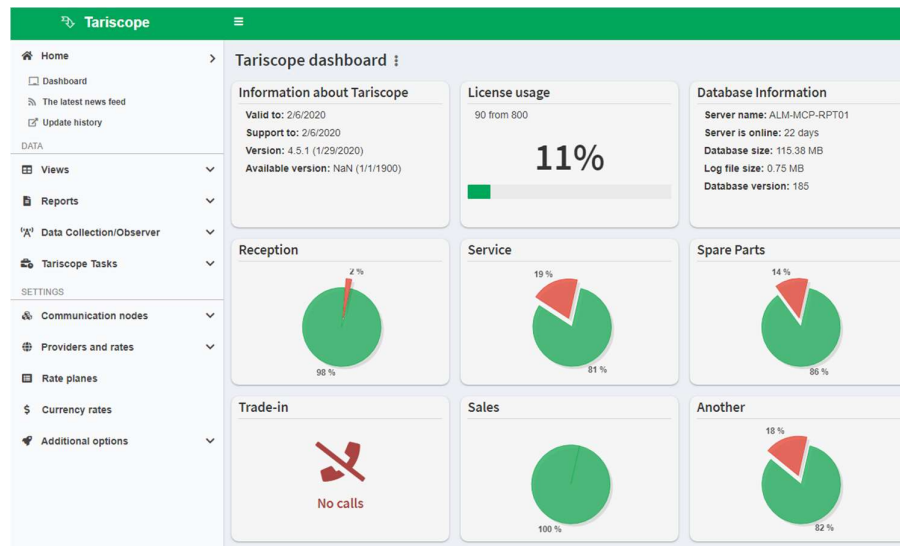 Tariscope
Home
Dashboard
The latest news feed
Update history
DATA
Views
Reports
Data Collection/Observer
Tariscope Tasks
SETTINGS
Communication nodes
Providers and rates
Rate planes
Currency rates
Additional options
Tariscope dashboard
Information about Tariscope
Valid to: 2/6/2020
Support to: 2/6/2020
Version: 4.5.1 (1/29/2020)
Available version: NaN (1/1/1900)
License usage
90 from 800
11%
Database Information
Server name: ALM-MCP-RPT01
Server is online: 22 days
Database size: 115.38 MB
Log file size: 0.75 MB
Database version: 185
Reception
2 %
98 %
Service
19 %
81 %
Spare Parts
14 %
86 %
Trade-in
No calls
Sales
100 %
Another
18 %
82 %